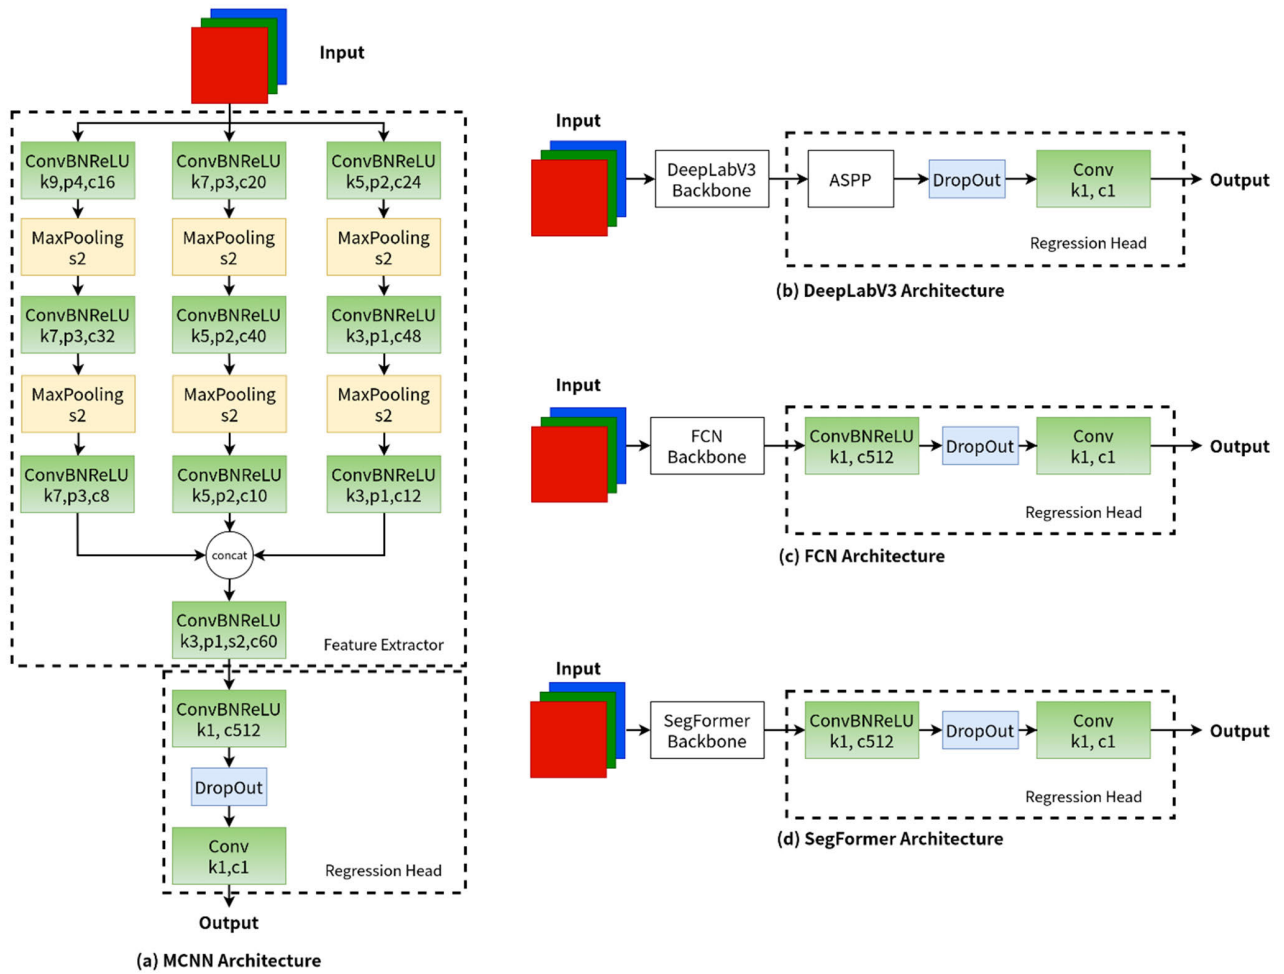 Input
ConvBNReLU
k9,p4,c16
MaxPooling
s2
ConvBNReLU
k7,p3,c32
MaxPooling
s2
ConvBNReLU
k7,p3,c8
ConvBNReLU
k7,p3,c20
MaxPooling
s2
ConvBNReLU
k5,p2,c40
MaxPooling
s2
ConvBNReLU
k5,p2,c10
ConvBNReLU
k5,p2,c24
MaxPooling
s2
ConvBNReLU
k3,p1,c48
MaxPooling
s2
ConvBNReLU
k3,p1,c12
concat
ConvBNReLU
k3,p1,s2,c60
Feature Extractor
ConvBNReLU
k1, c512
DropOut
Conv
k1,c1
Regression Head
Output
(a) MCNN Architecture
Input
DeepLabV3
Backbone
ASPP
DropOut
Conv
k1, c1
Output
Regression Head
(b) DeepLabV3 Architecture
Input
FCN
Backbone
ConvBNReLU
k1, c512
DropOut
Conv
k1, c1
Output
Regression Head
(c) FCN Architecture
Input
SegFormer
Backbone
ConvBNReLU
k1, c512
DropOut
Conv
k1, c1
Output
Regression Head
(d) SegFormer Architecture